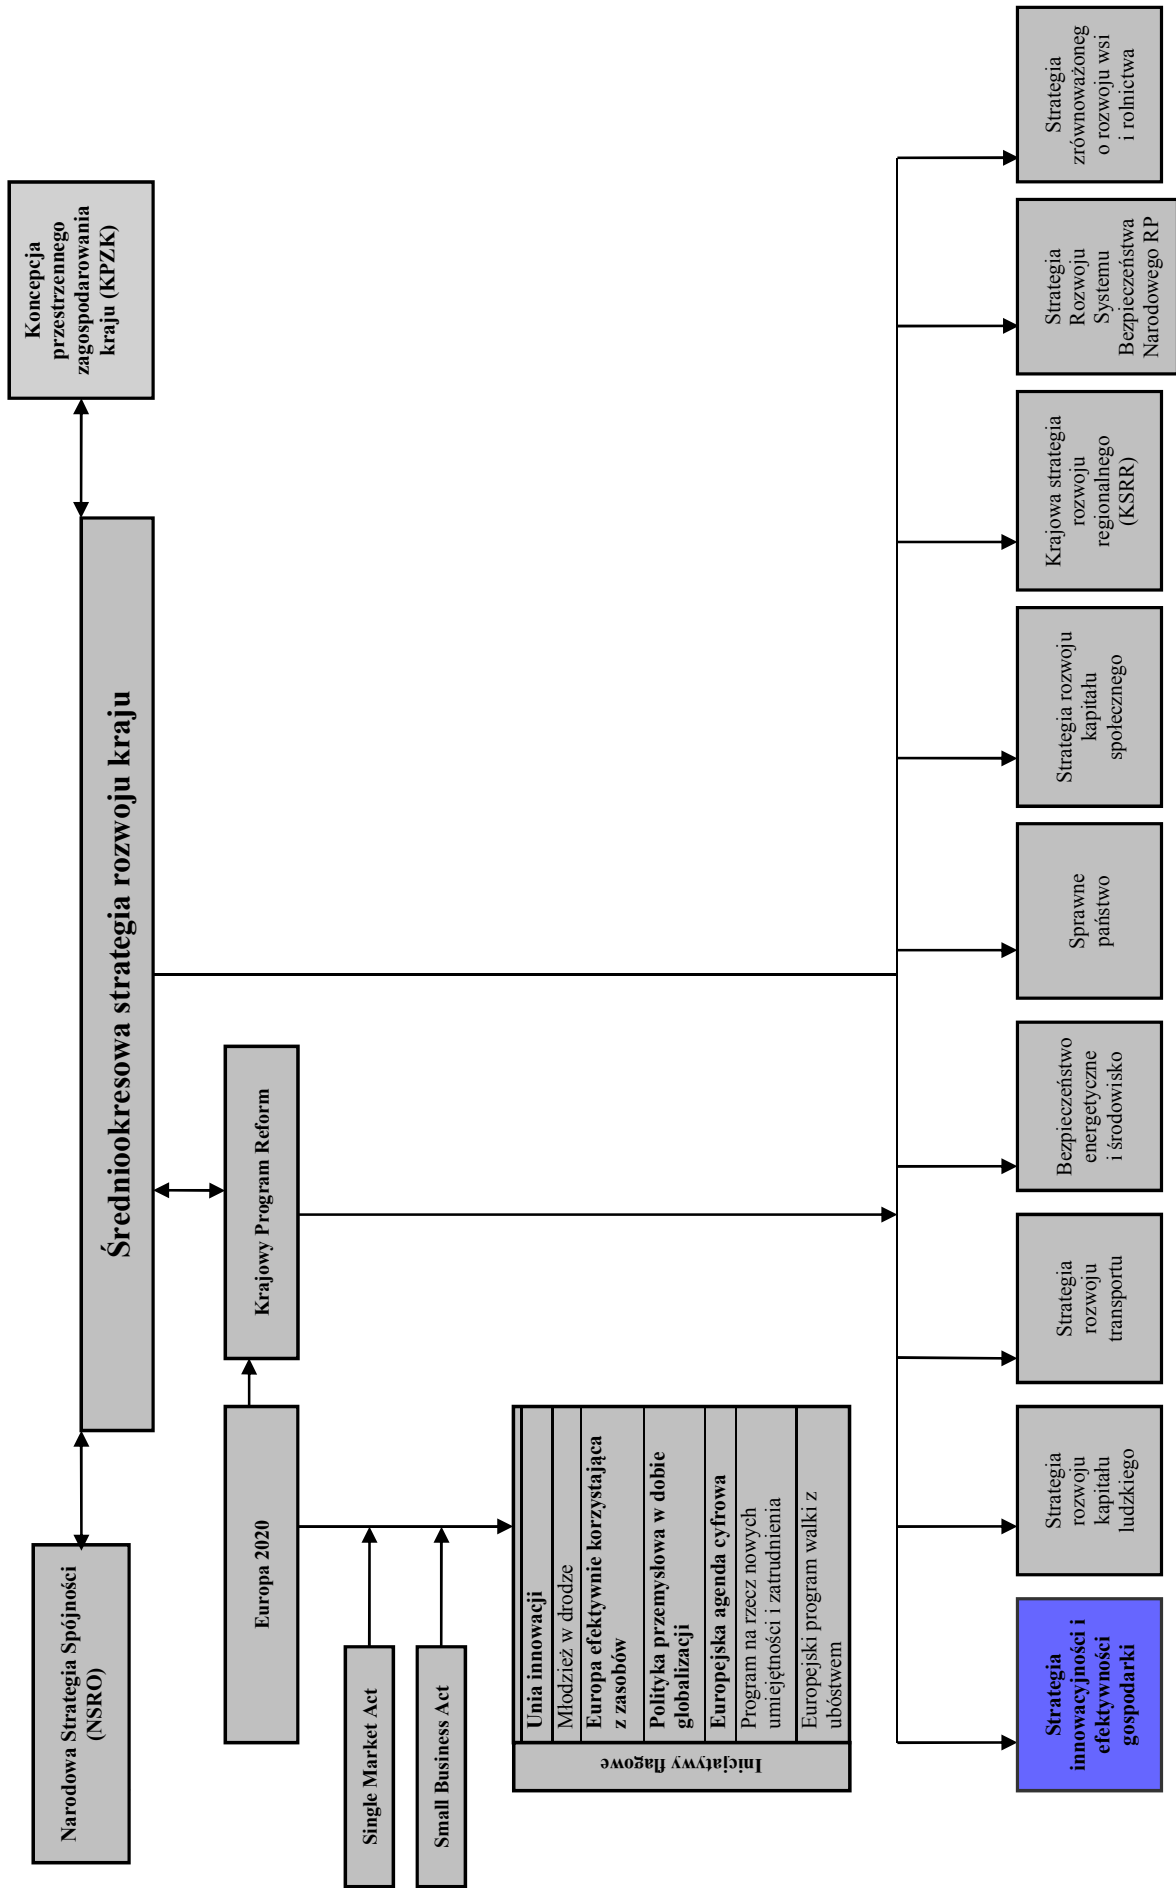 Narodowa Strategia Spójności
(NSRO)
Średniookresowa strategia rozwoju kraju
Koncepcja
przestrzennego
zagospodarowania
kraju (KPZK)
Europa 2020
Krajowy Program Reform
Single Market Act
Small Business Act
Inicjatywy flagowe
Unia innowacji
Młodzież w drodze
Europa efektywnie korzystająca
z zasobów
Polityka przemysłowa w dobie
globalizacji
Europejska agenda cyfrowa
Program na rzecz nowych
umiejętności i zatrudnienia
Europejski program walki z
ubóstwem
Strategia
innowacyjności i
efektywności
gospodarki
Strategia
rozwoju
kapitału
ludzkiego
Strategia
rozwoju
transportu
Bezpieczeństwo
energetyczne
i środowisko
Sprawne
państwo
Strategia rozwoju
kapitału
społecznego
Krajowa strategia
rozwoju
regionalnego
(KSRR)
Strategia
Rozwoju
Systemu
Bezpieczeństwa
Narodowego RP
Strategia
zrównoważoneg
o rozwoju wsi
i rolnictwa